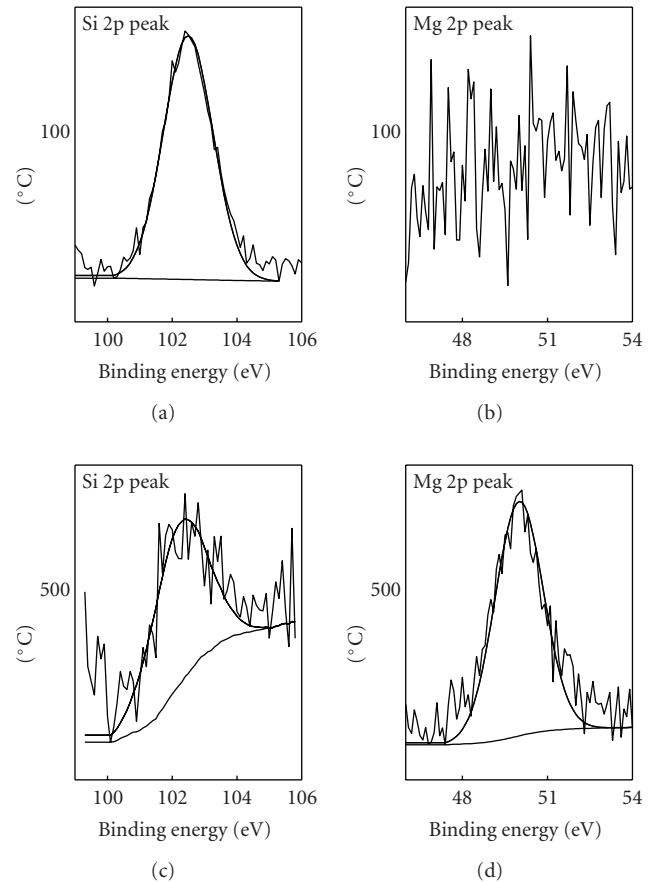 Si 2p peak
100
(°C)
100 102 104 106
Binding energy (eV)
(a)
Mg 2p peak
100
(°C)
48 51 54
Binding energy (eV)
(b)
Si 2p peak
500
(°C)
100 102 104 106
Binding energy (eV)
(c)
Mg 2p peak
500
(°C)
48 51 54
Binding energy (eV)
(d)